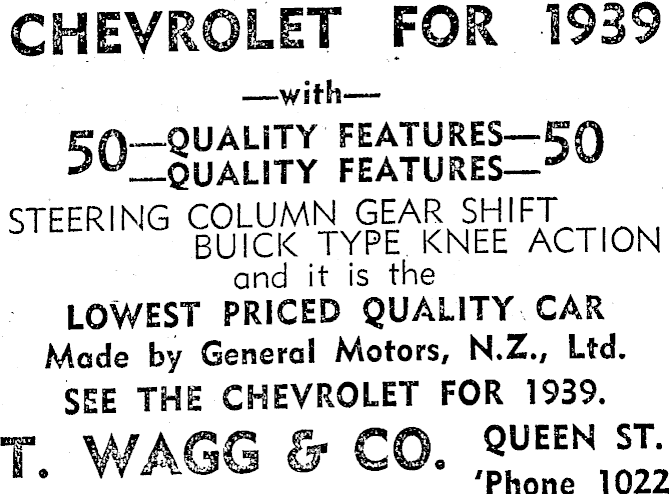 CHEVROLET FOR 1939
—with—
50—QUALITY FEATURES—50
—QUALITY FEATURES—
STEERING COLUMN GEAR SHIFT
BUICK TYPE KNEE ACTION
and it is the
LOWEST PRICED QUALITY CAR
Made by General Motors, N.Z., Ltd.
SEE THE CHEVROLET FOR 1939.
T. WAGG & CO. QUEEN ST.
'Phone 1022